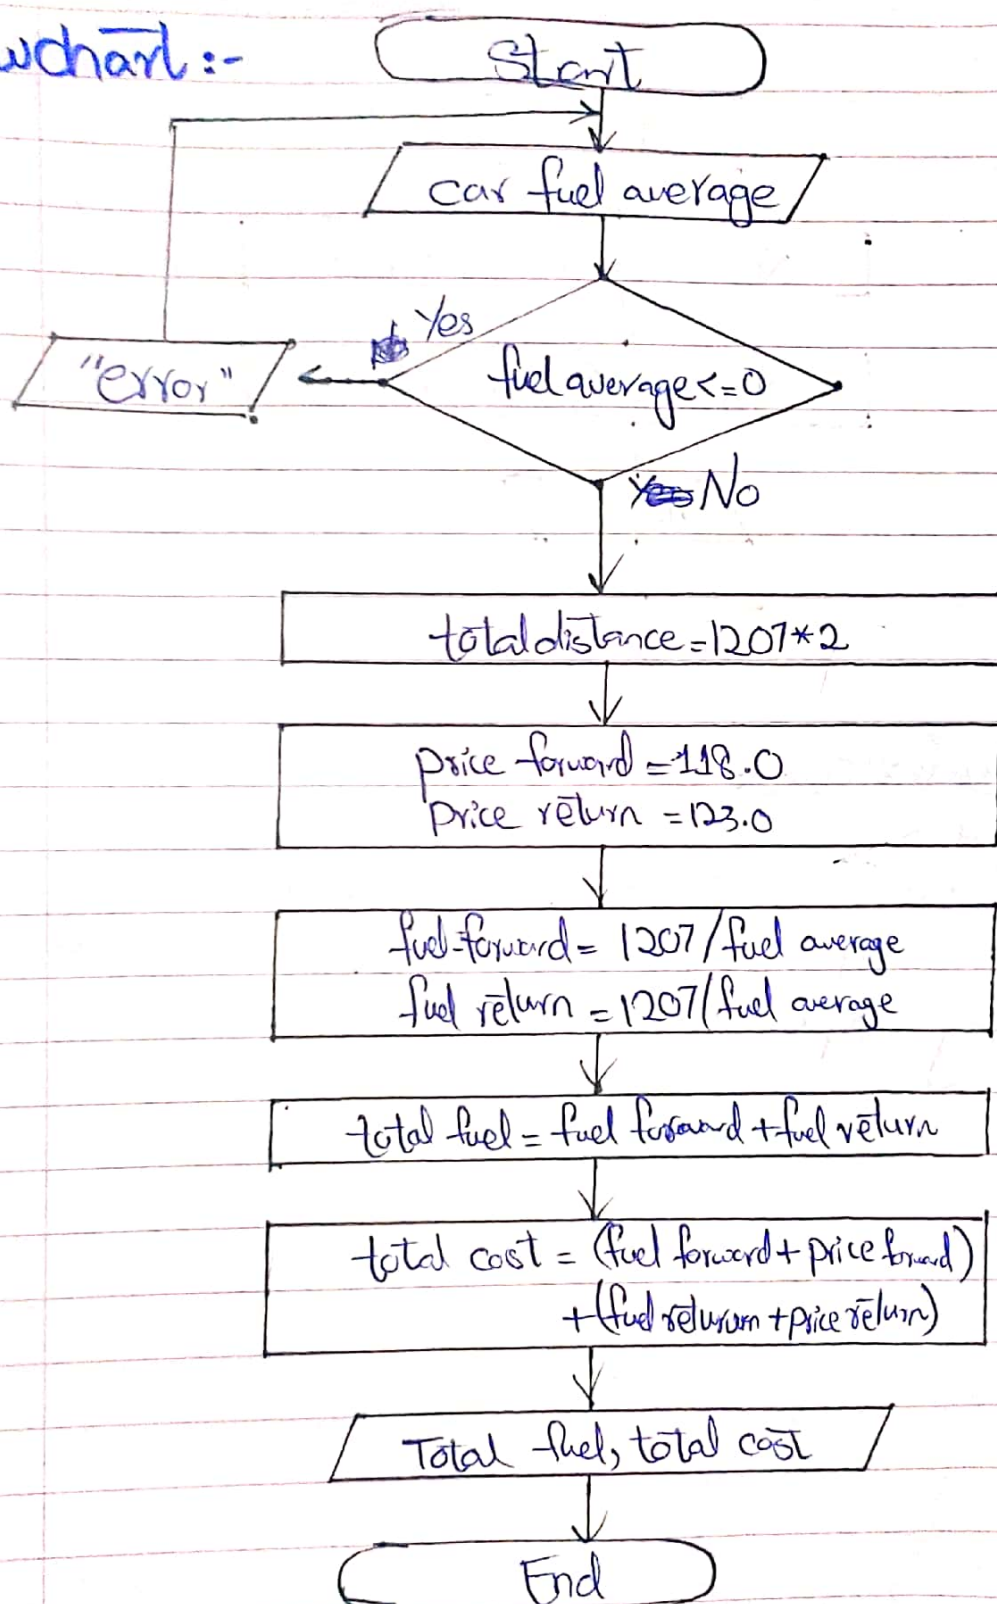 wchart:-
Start
car fuel average
Yes
fuel average<=0
"error"
No
total distance=1207*2
price forward =118.0
Price return =123.0
fuel-forward= 1207/fuel average
fuel return =1207/fuel average
total fuel= fuel forward +fuel return
total cost = (fuel forward + price forward)
+(fuel return +price return)
Total fuel, total cost
End